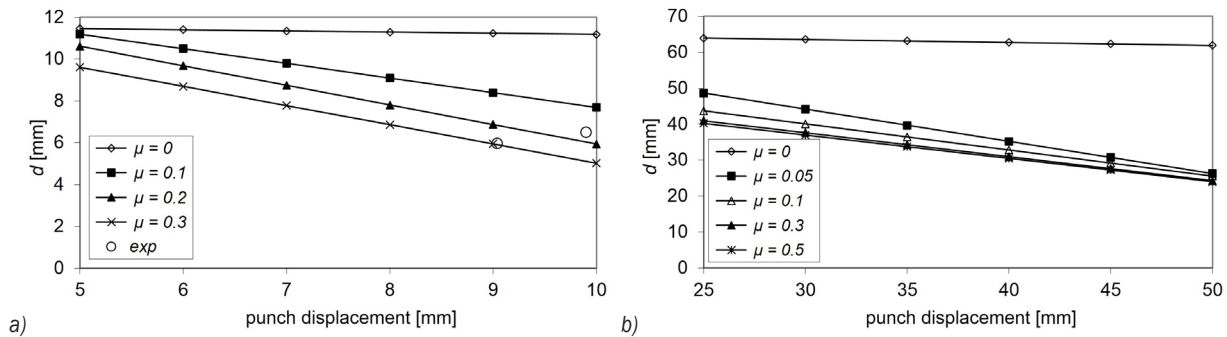 12
10
8
6
4
2
0
d [mm]
μ = 0
μ = 0.1
μ = 0.2
μ = 0.3
exp
5 6 7 8 9 10
punch displacement [mm]
a)
70
60
50
40
30
20
10
0
d [mm]
μ = 0
μ = 0.05
μ = 0.1
μ = 0.3
μ = 0.5
25 30 35 40 45 50
punch displacement [mm]
b)